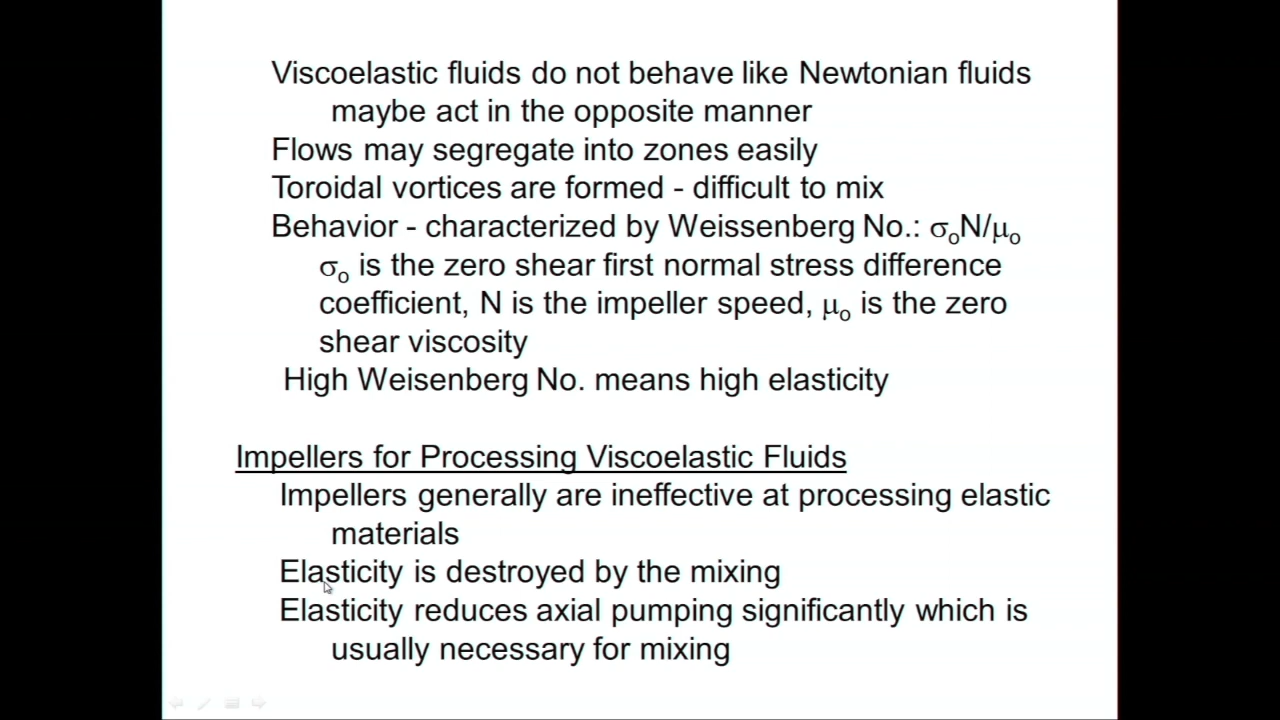 Viscoelastic fluids do not behave like Newtonian fluids
maybe act in the opposite manner
Flows may segregate into zones easily
Toroidal vortices are formed - difficult to mix
Behavior - characterized by Weissenberg No.: σₒN/μₒ
σₒ is the zero shear first normal stress difference
coefficient, N is the impeller speed, μₒ is the zero
shear viscosity
High Weisenberg No. means high elasticity
Impellers for Processing Viscoelastic Fluids
Impellers generally are ineffective at processing elastic
materials
Elasticity is destroyed by the mixing
Elasticity reduces axial pumping significantly which is
usually necessary for mixing